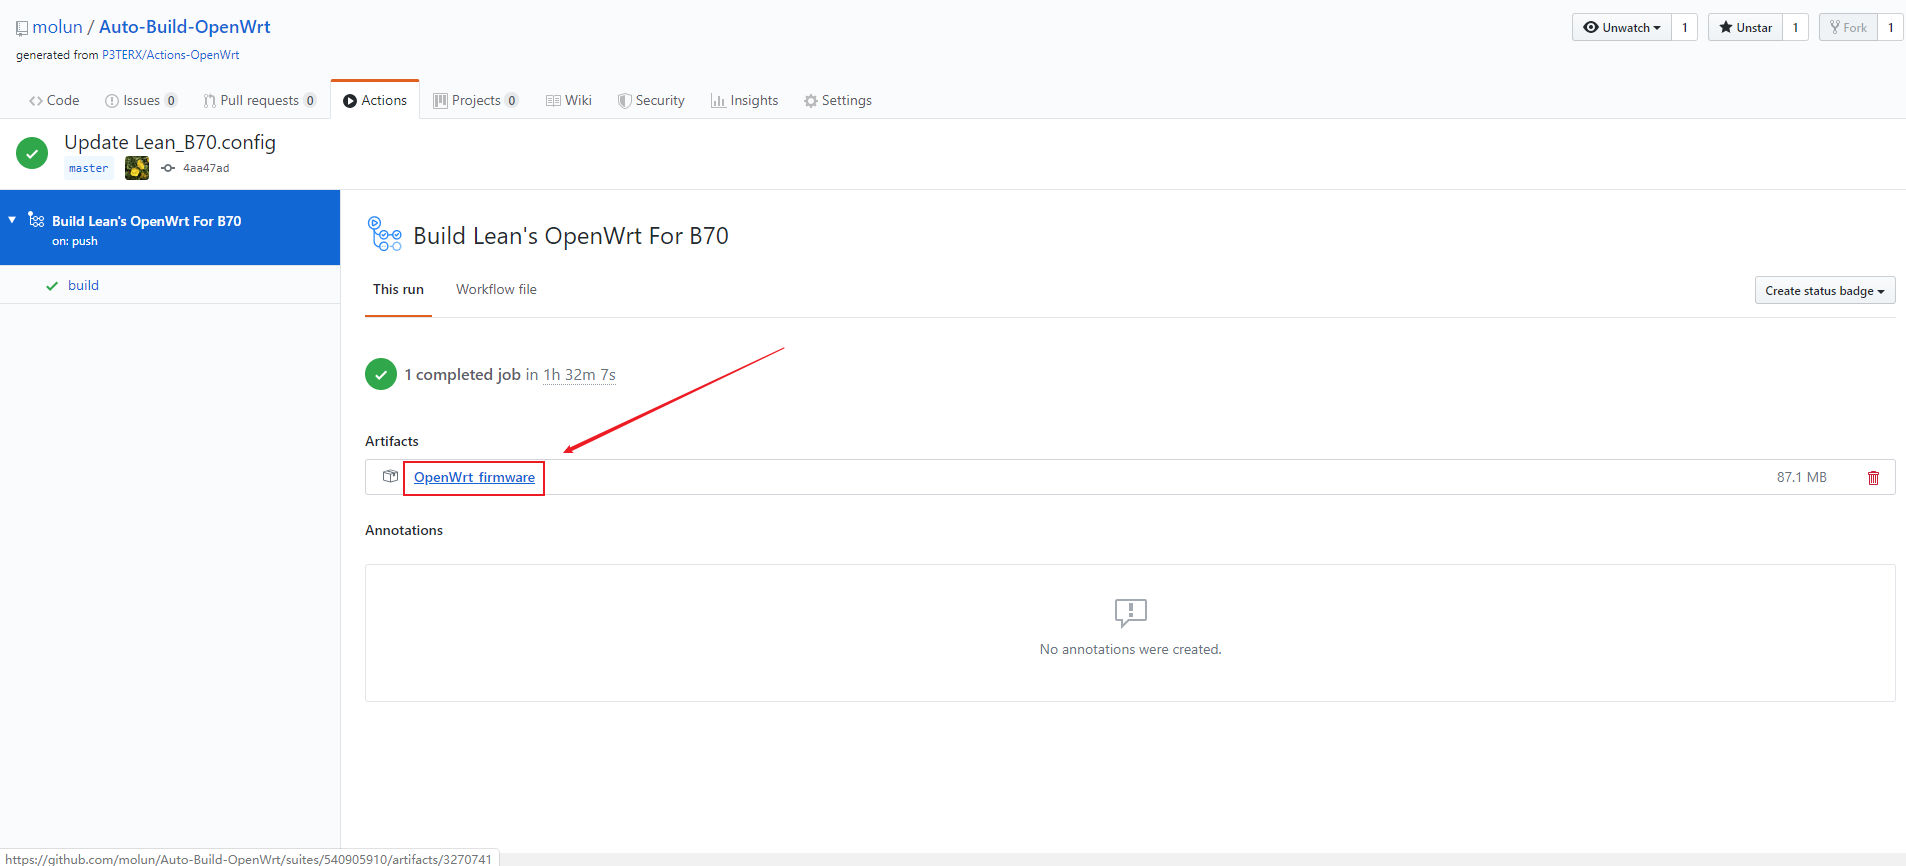 molun / Auto-Build-OpenWrt
Unwatch 1 Unstar 1 Fork 1
generated from P3TERX/Actions-OpenWrt
Code Issues 0 Pull requests 0 Actions Projects 0 Wiki Security Insights Settings
Update Lean_B70.config
master 4aa47ad
Build Lean's OpenWrt For B70
on: push
build
Build Lean's OpenWrt For B70
This run Workflow file
Create status badge
1 completed job in 1h 32m 7s
Artifacts
OpenWrt_firmware 87.1 MB
Annotations
No annotations were created.
https://github.com/molun/Auto-Build-OpenWrt/suites/540905910/artifacts/3270741